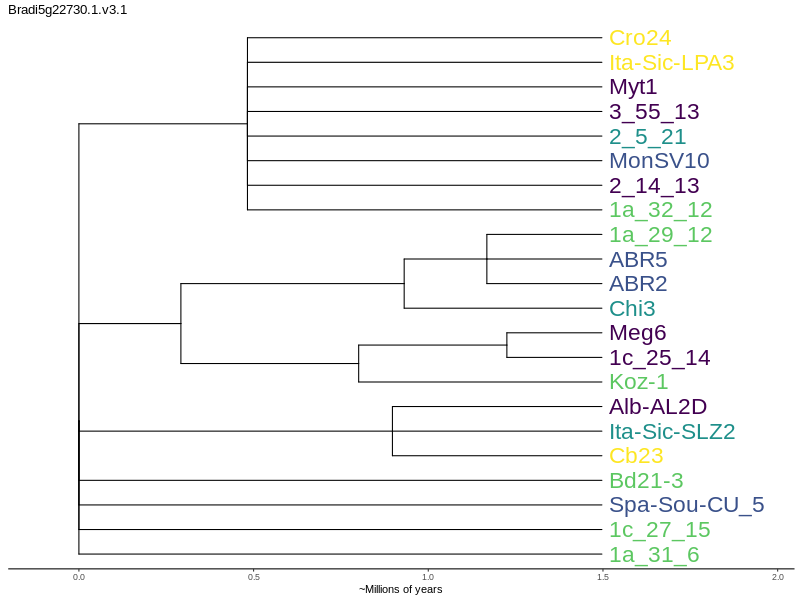 Bradi5g22730.1.v3.1
Cro24
Ita-Sic-LPA3
Myt1
3_55_13
2_5_21
MonSV10
2_14_13
1a_32_12
1a_29_12
ABR5
ABR2
Chi3
Meg6
1c_25_14
Koz-1
Alb-AL2D
Ita-Sic-SLZ2
Cb23
Bd21-3
Spa-Sou-CU_5
1c_27_15
1a_31_6
0.0 0.5 1.0 1.5 2.0
~Millions of years